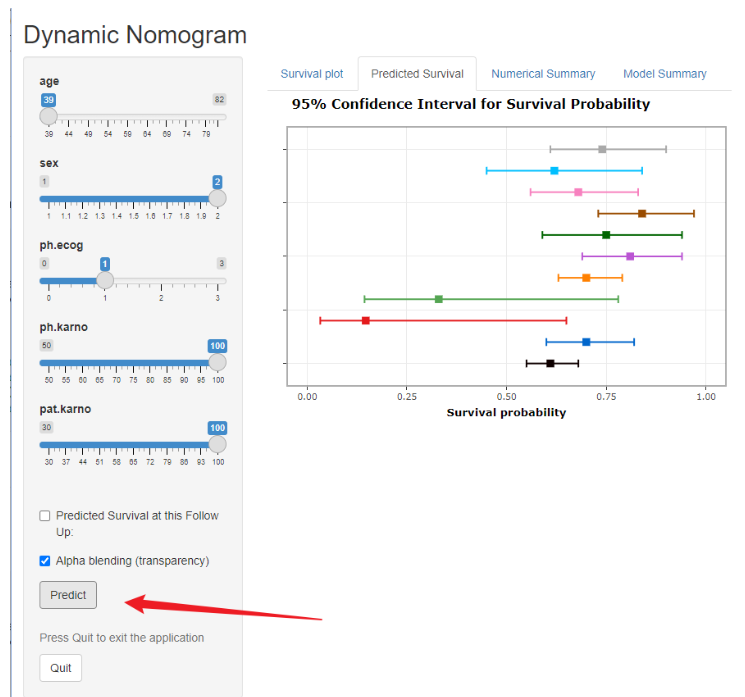 Dynamic Nomogram
age
39 82
39 44 49 54 59 64 69 74 79
sex
1 2
1 1.1 1.2 1.3 1.4 1.5 1.6 1.7 1.8 1.9 2
ph.ecog
0 1 3
0 1 2 3
ph.karno
50 100
50 55 60 65 70 75 80 85 90 95 100
pat.karno
30 100
30 37 44 51 58 65 72 79 86 93 100
Predicted Survival at this Follow
Up:
Alpha blending (transparency)
Predict
Press Quit to exit the application
Quit
Survival plot Predicted Survival Numerical Summary Model Summary
95% Confidence Interval for Survival Probability
0.00 0.25 0.50 0.75 1.00
Survival probability